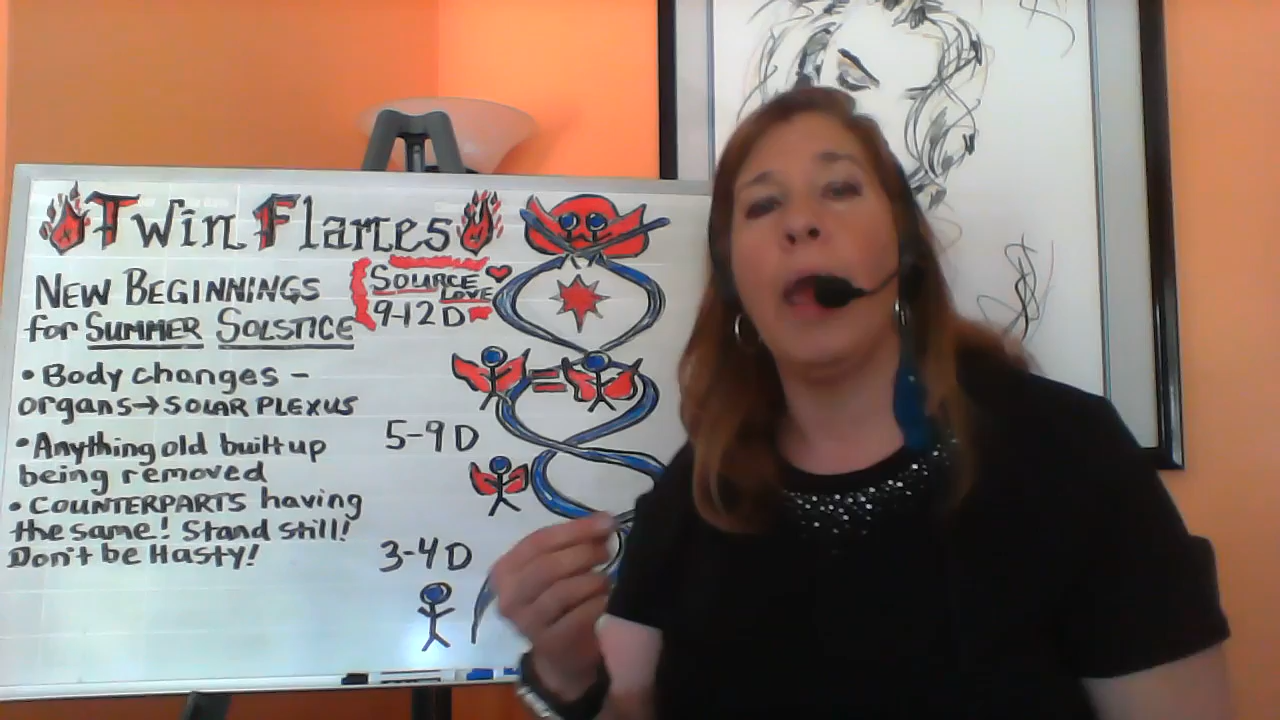 Twin Flames
NEW BEGINNINGS
for SUMMER SOLSTICE
SOURCE
LOVE
9-12D
• Body changes -
organs→SOLAR PLEXUS
• Anything old built up
being removed
5-9D
• COUNTERPARTS having
the same! Stand still!
Don't be Hasty!
3-4D